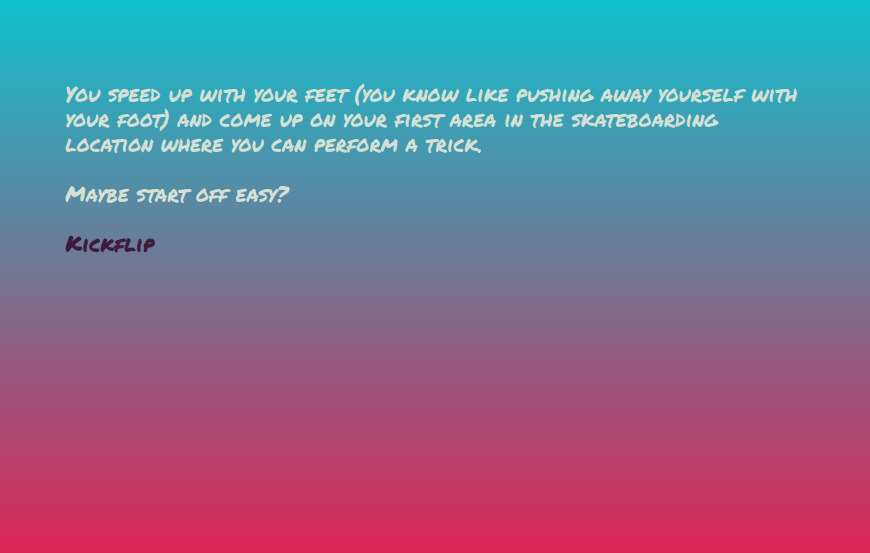 You speed up with your feet (you know like pushing away yourself with
your foot) and come up on your first area in the skateboarding
location where you can perform a trick.
Maybe start off easy?
Kickflip